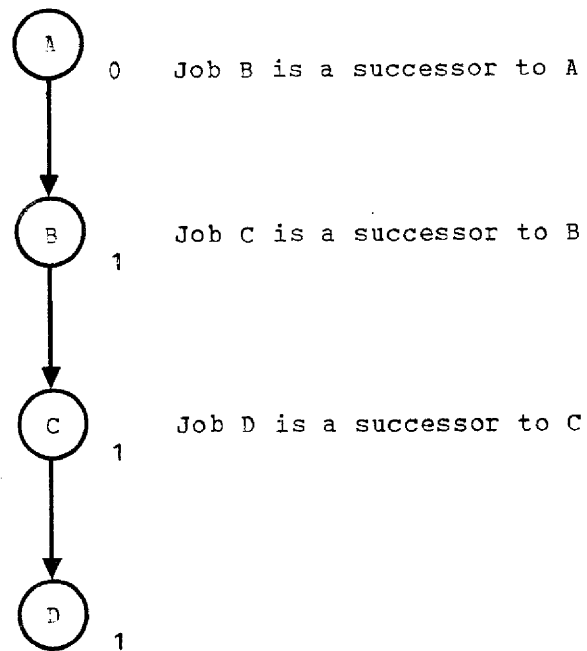 A
0 Job B is a successor to A
B
1 Job C is a successor to B
C
1 Job D is a successor to C
D
1